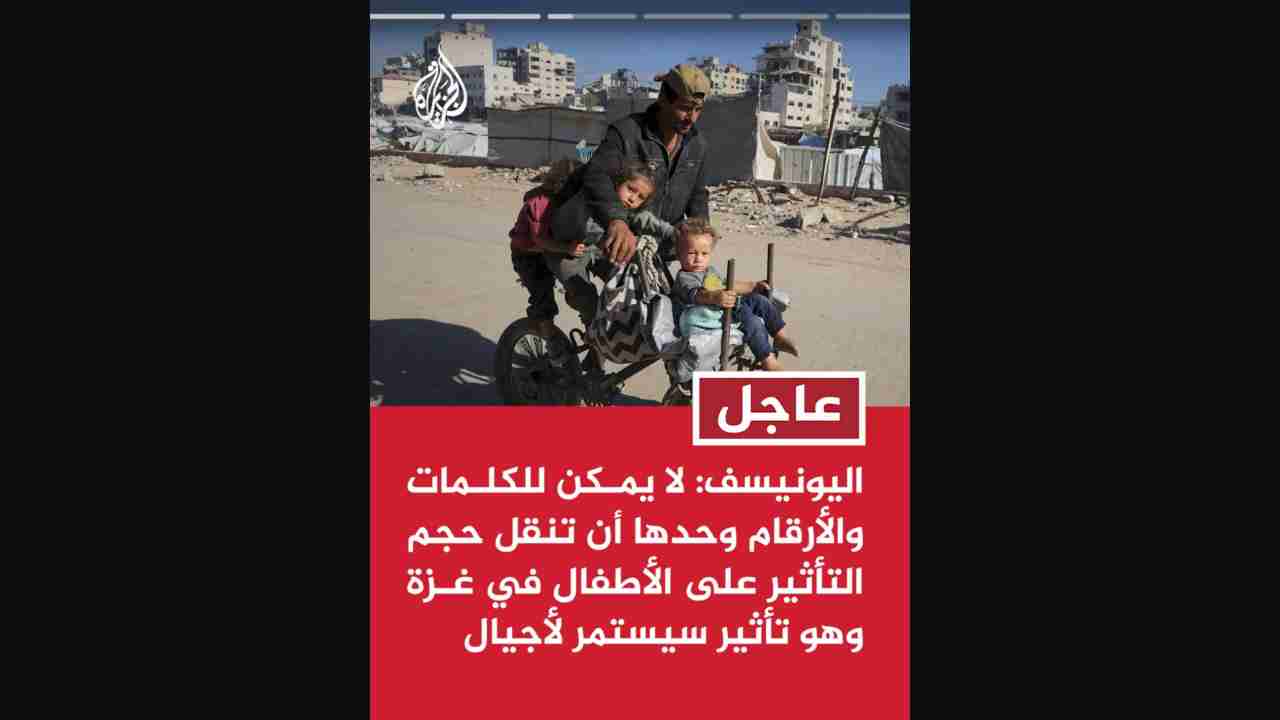 الجزيرة
عاجل
اليونيسف: لا يمكن للكلمات
والأرقام وحدها أن تنقل حجم
التأثير على الأطفال في غزة
وهو تأثير سيستمر لأجيال